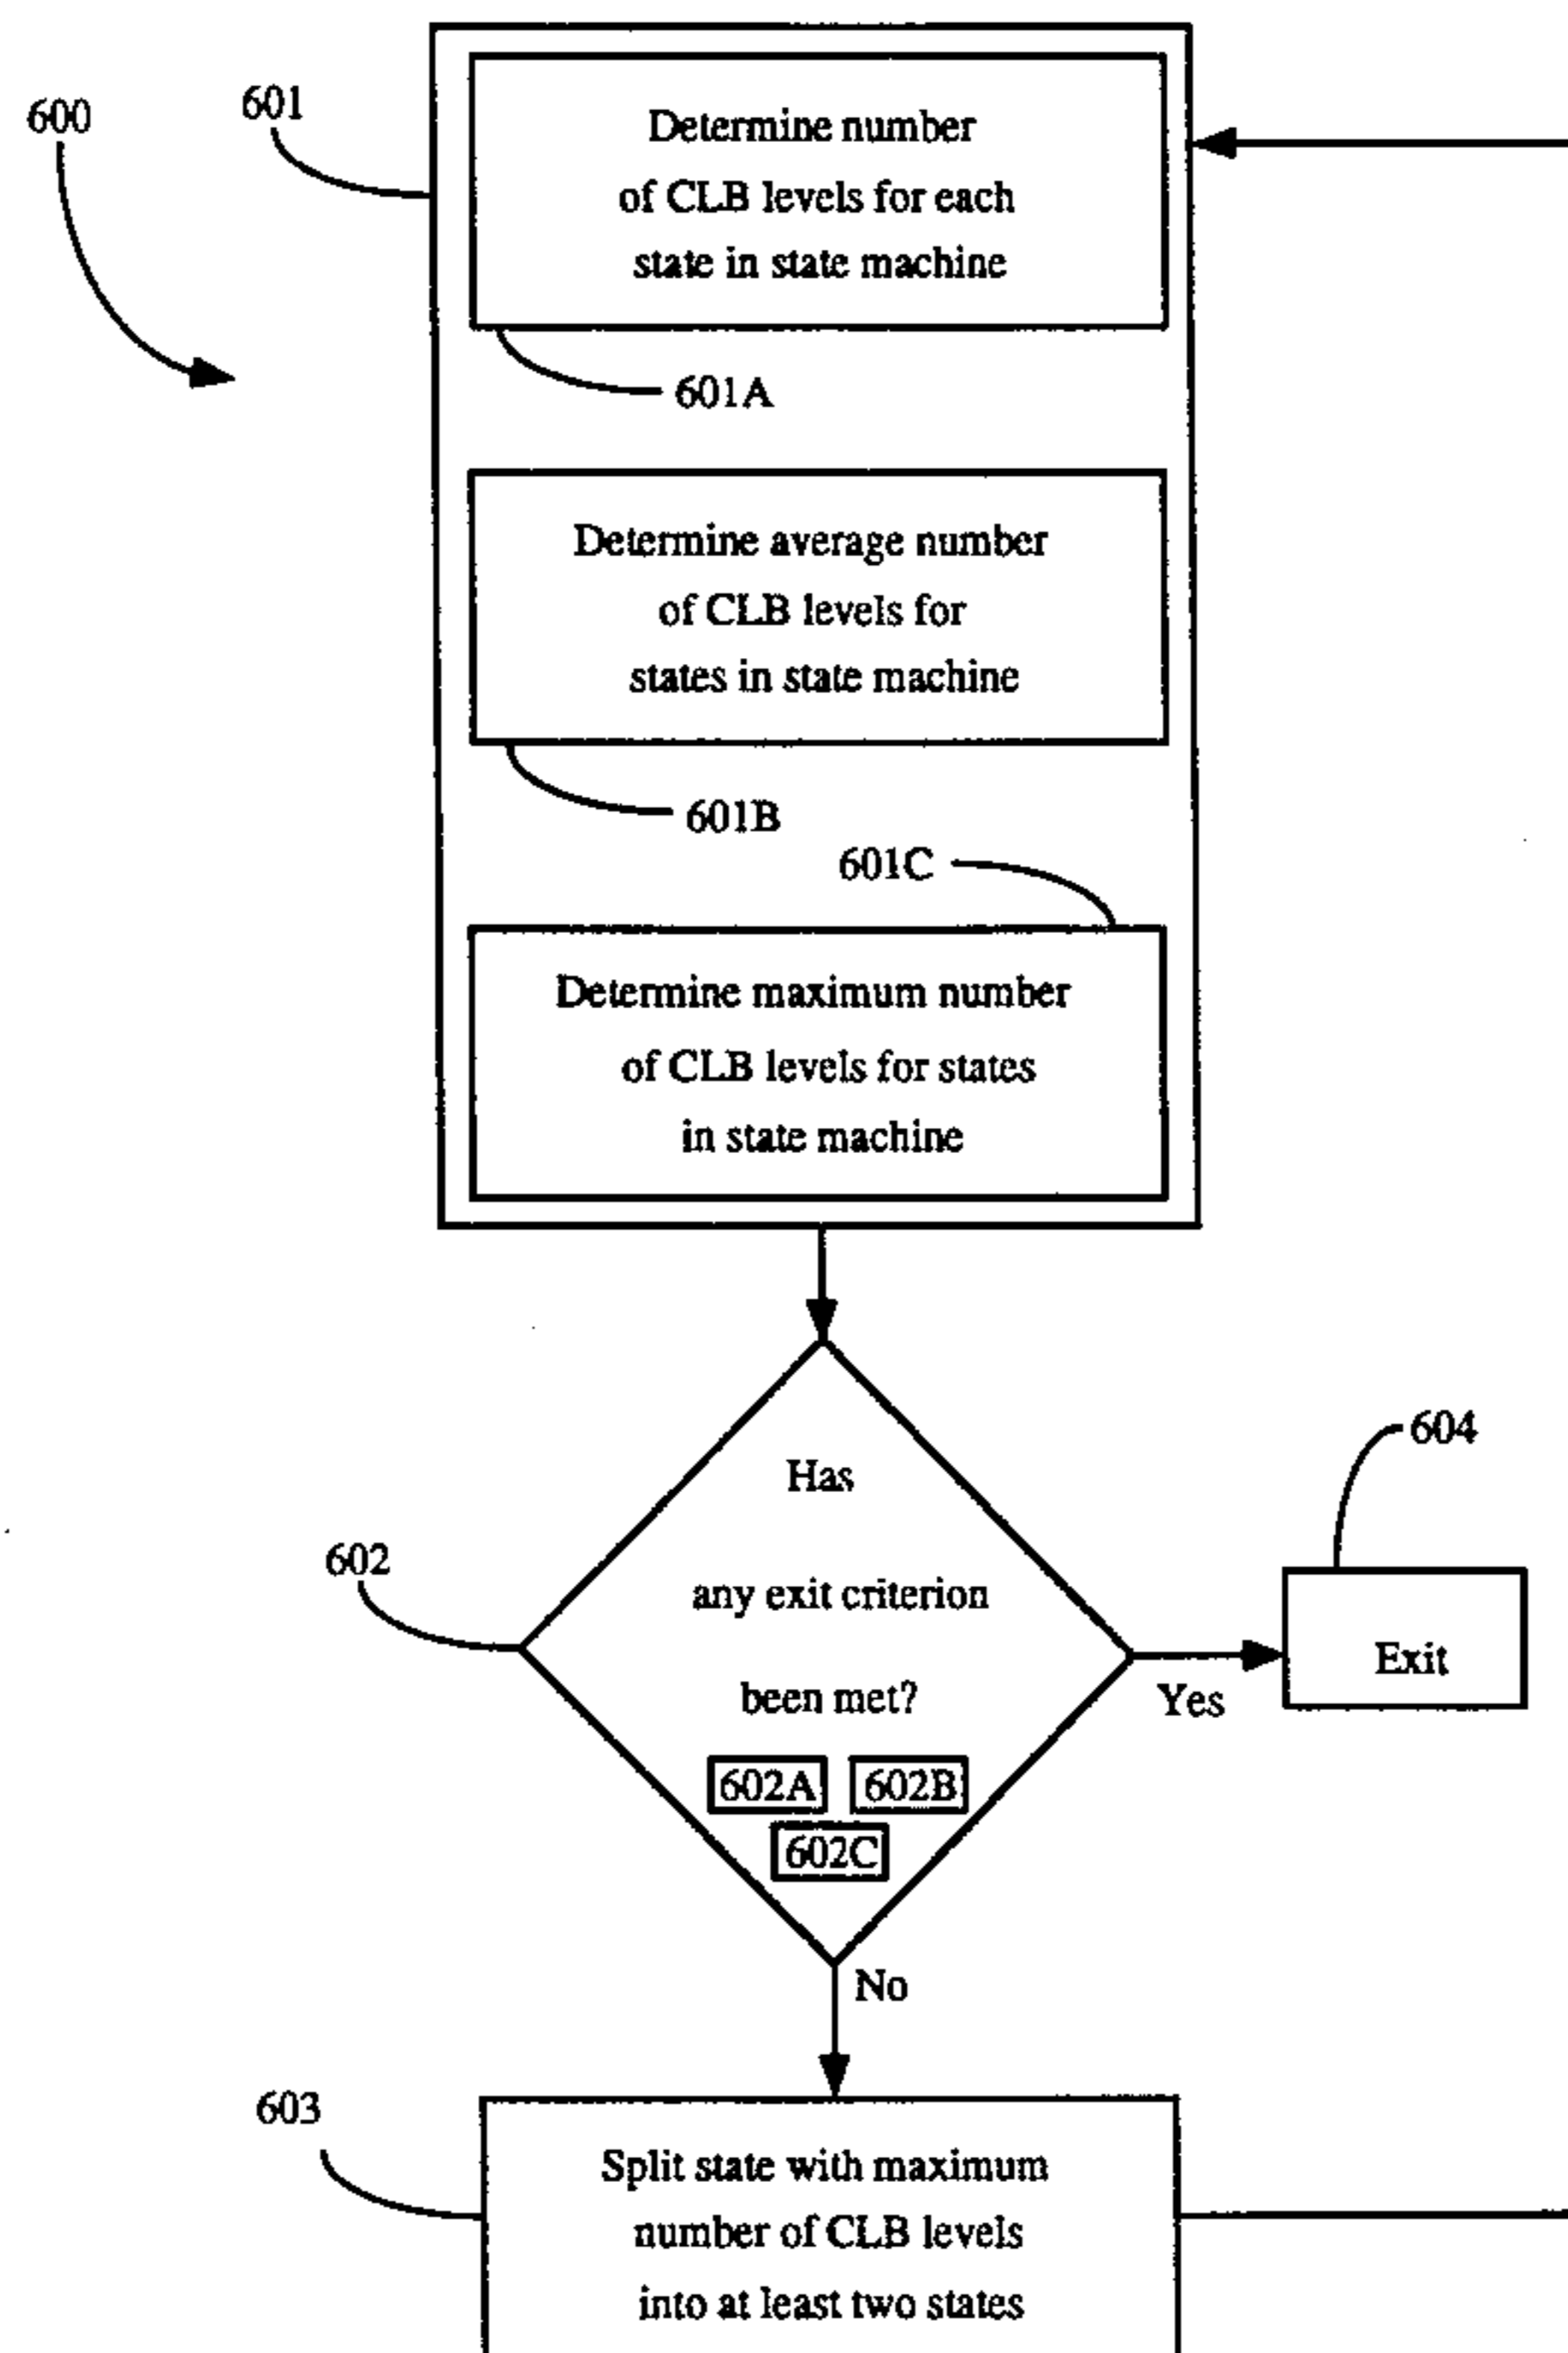 600
601
Determine number
of CLB levels for each
state in state machine
601A
Determine average number
of CLB levels for
states in state machine
601B
601C
Determine maximum number
of CLB levels for states
in state machine
Has
any exit criterion
been met?
602A 602B
602C
602
Yes
604
Exit
No
603
Split state with maximum
number of CLB levels
into at least two states